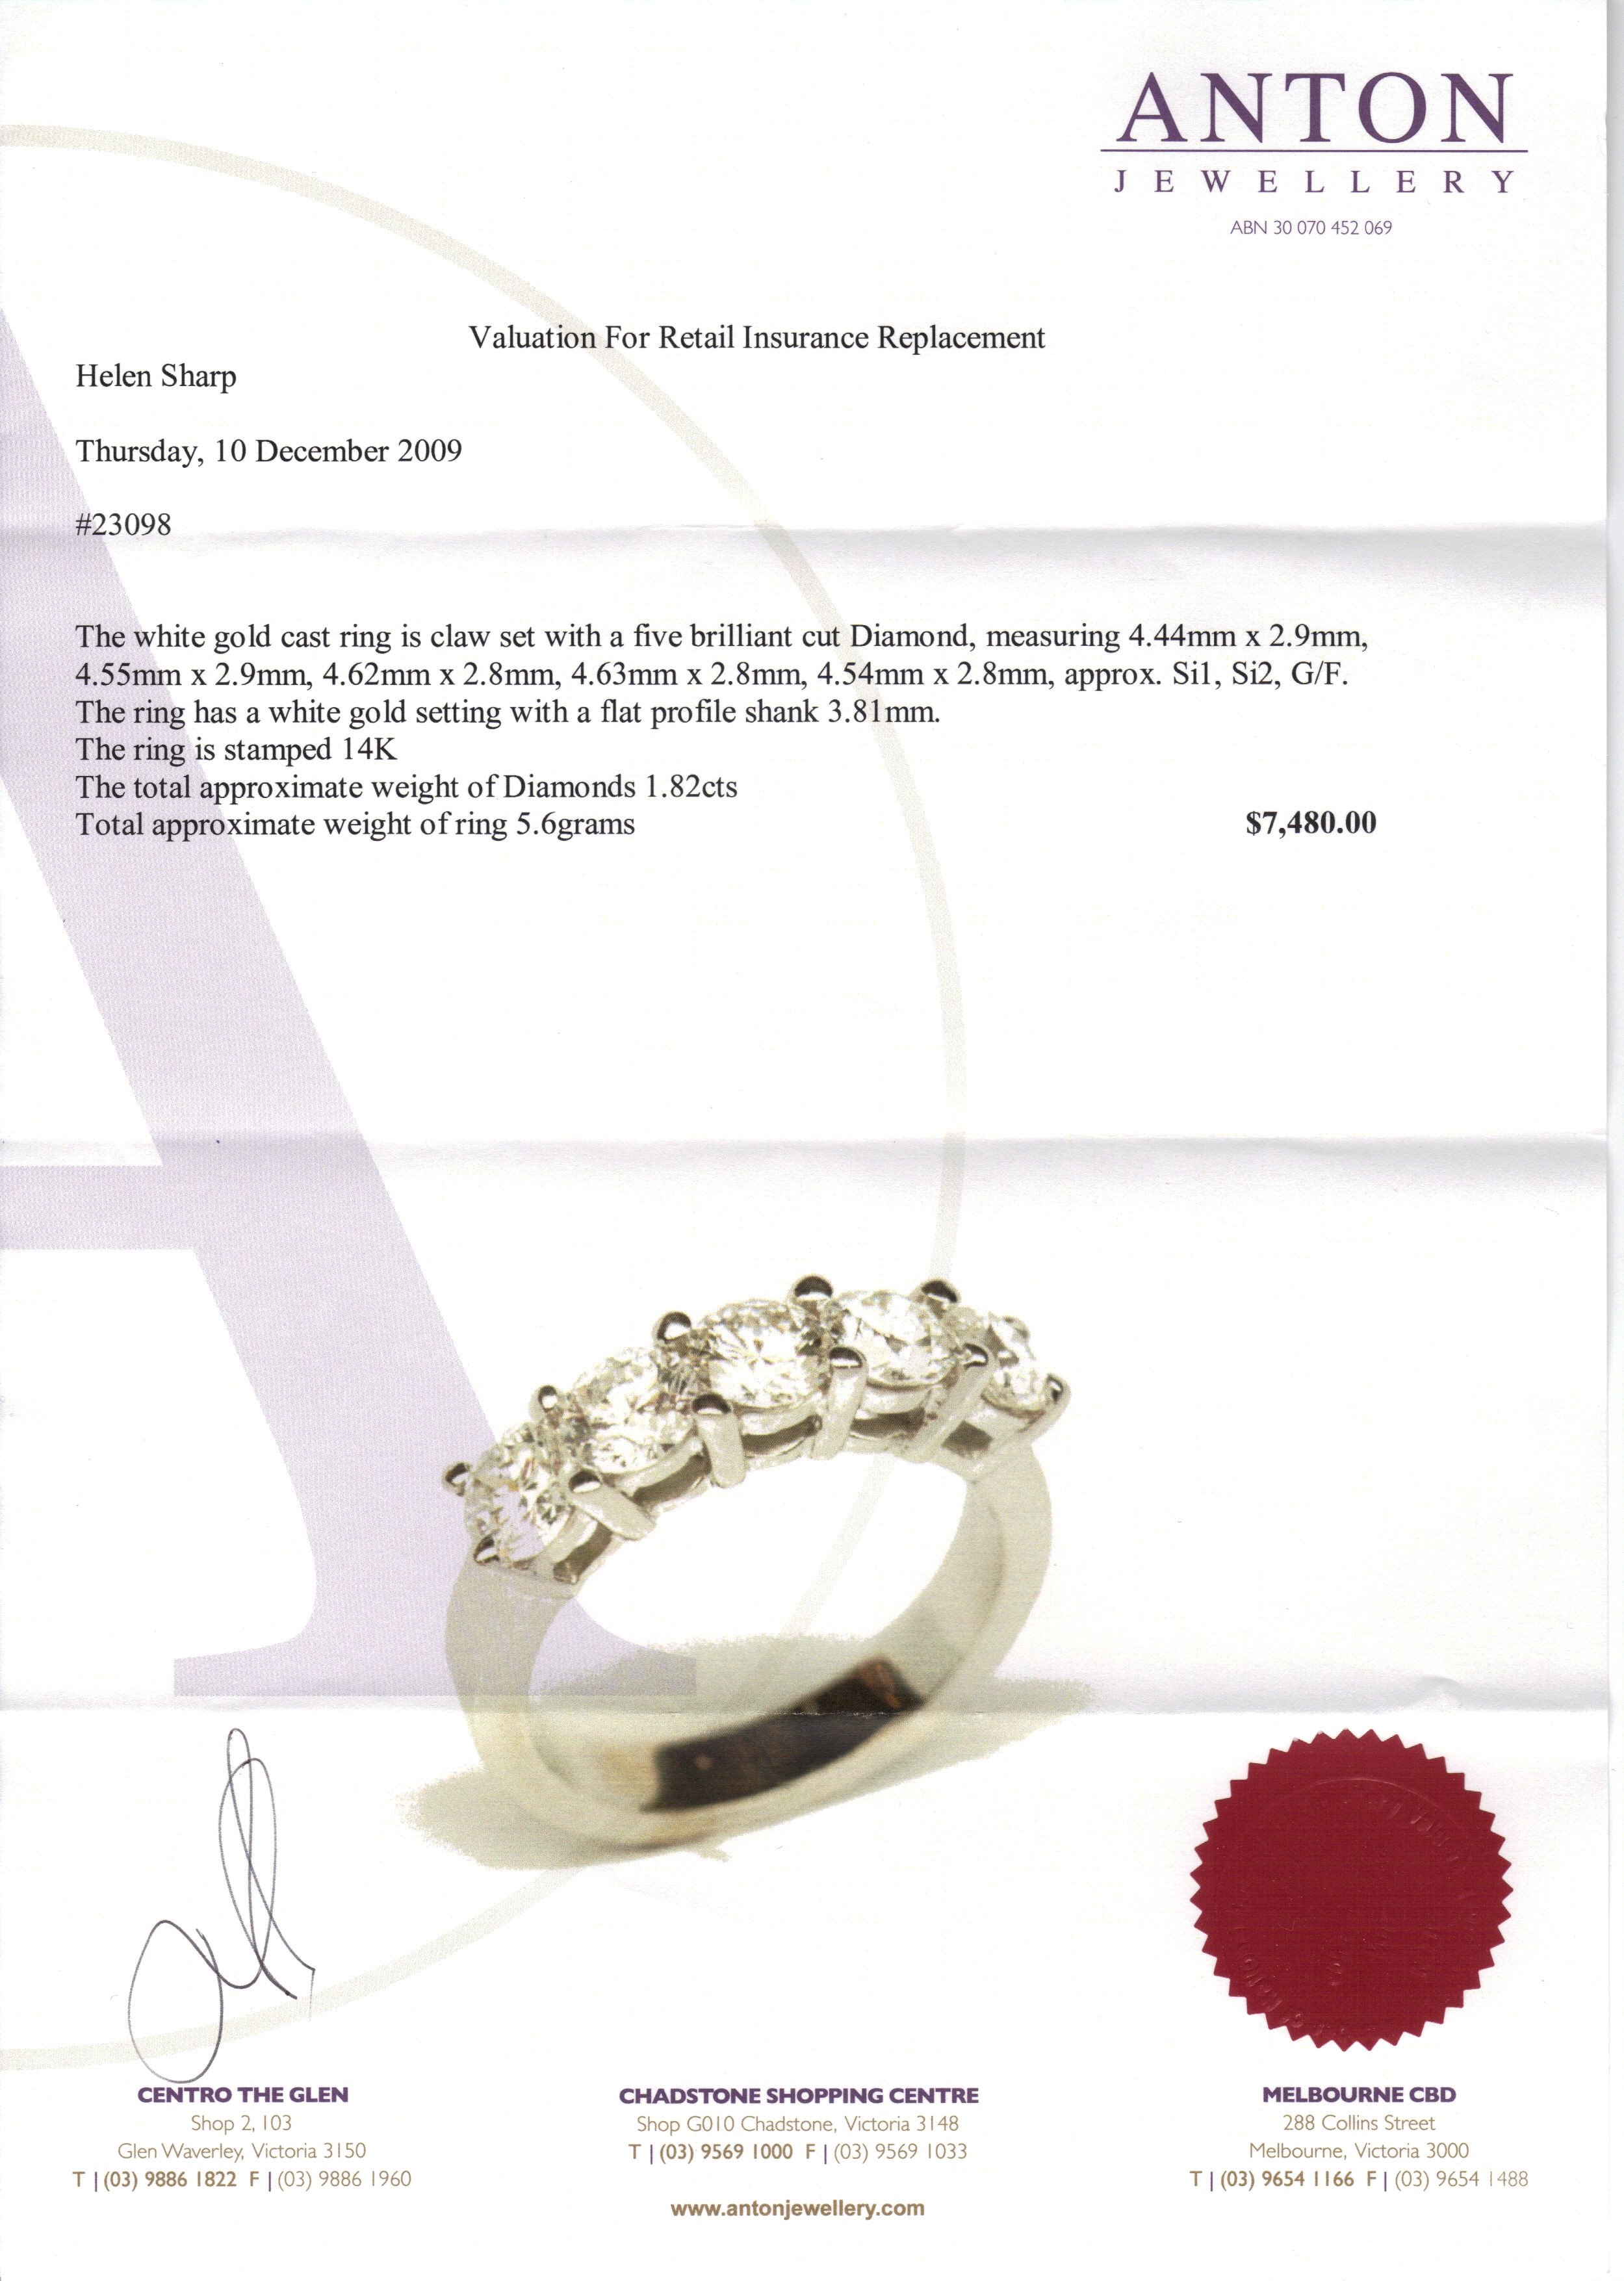 ANTON
JEWELLERY
ABN 30 070 452 069
Valuation For Retail Insurance Replacement
Helen Sharp
Thursday, 10 December 2009
#23098
The white gold cast ring is claw set with a five brilliant cut Diamond, measuring 4.44mm x 2.9mm,
4.55mm x 2.9mm, 4.62mm x 2.8mm, 4.63mm x 2.8mm, 4.54mm x 2.8mm, approx. Si1, Si2, G/F.
The ring has a white gold setting with a flat profile shank 3.81mm.
The ring is stamped 14K
The total approximate weight of Diamonds 1.82cts
Total approximate weight of ring 5.6grams $7,480.00
CENTRO THE GLEN
Shop 2, 103
Glen Waverley, Victoria 3150
T | (03) 9886 1822 F | (03) 9886 1960
CHADSTONE SHOPPING CENTRE
Shop G010 Chadstone, Victoria 3148
T | (03) 9569 1000 F | (03) 9569 1033
www.antonjewellery.com
MELBOURNE CBD
288 Collins Street
Melbourne, Victoria 3000
T | (03) 9654 1166 F | (03) 9654 1488